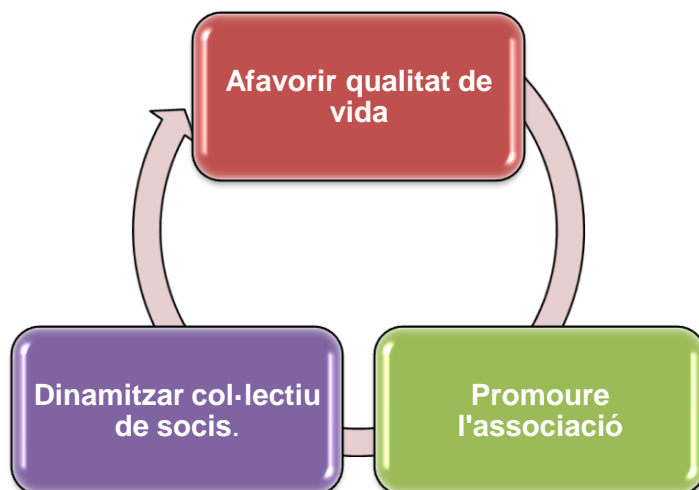 Afavorir qualitat de
vida
Dinamitzar col·lectiu
de socis.
Promoure
l'associació